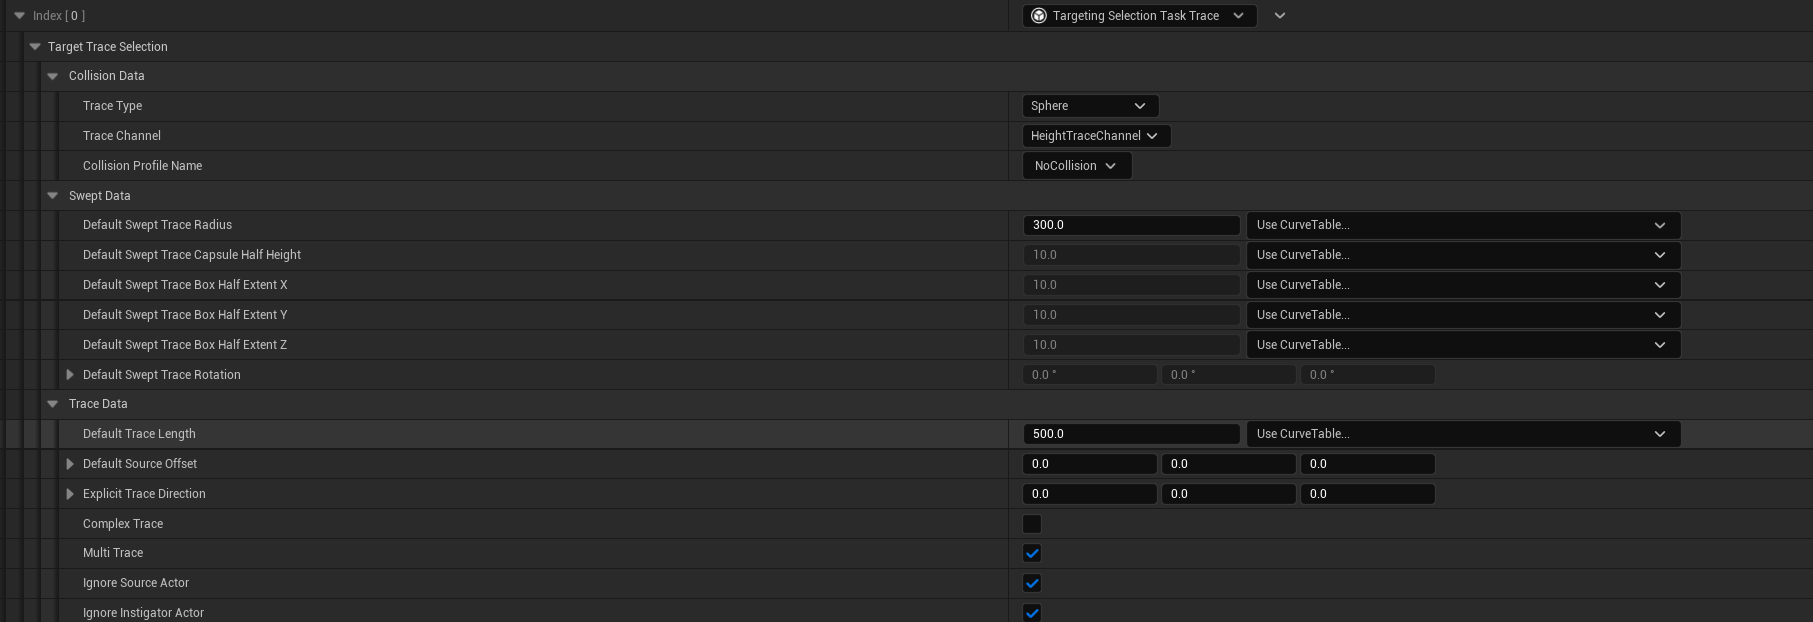 Index [ 0 ] Targeting Selection Task Trace
Target Trace Selection
Collision Data
Trace Type Sphere
Trace Channel HeightTraceChannel
Collision Profile Name NoCollision
Swept Data
Default Swept Trace Radius 300.0 Use CurveTable...
Default Swept Trace Capsule Half Height 10.0 Use CurveTable...
Default Swept Trace Box Half Extent X 10.0 Use CurveTable...
Default Swept Trace Box Half Extent Y 10.0 Use CurveTable...
Default Swept Trace Box Half Extent Z 10.0 Use CurveTable...
Default Swept Trace Rotation 0.0 ° 0.0 ° 0.0 °
Trace Data
Default Trace Length 500.0 Use CurveTable...
Default Source Offset 0.0 0.0 0.0
Explicit Trace Direction 0.0 0.0 0.0
Complex Trace
Multi Trace
Ignore Source Actor
Ignore Instigator Actor